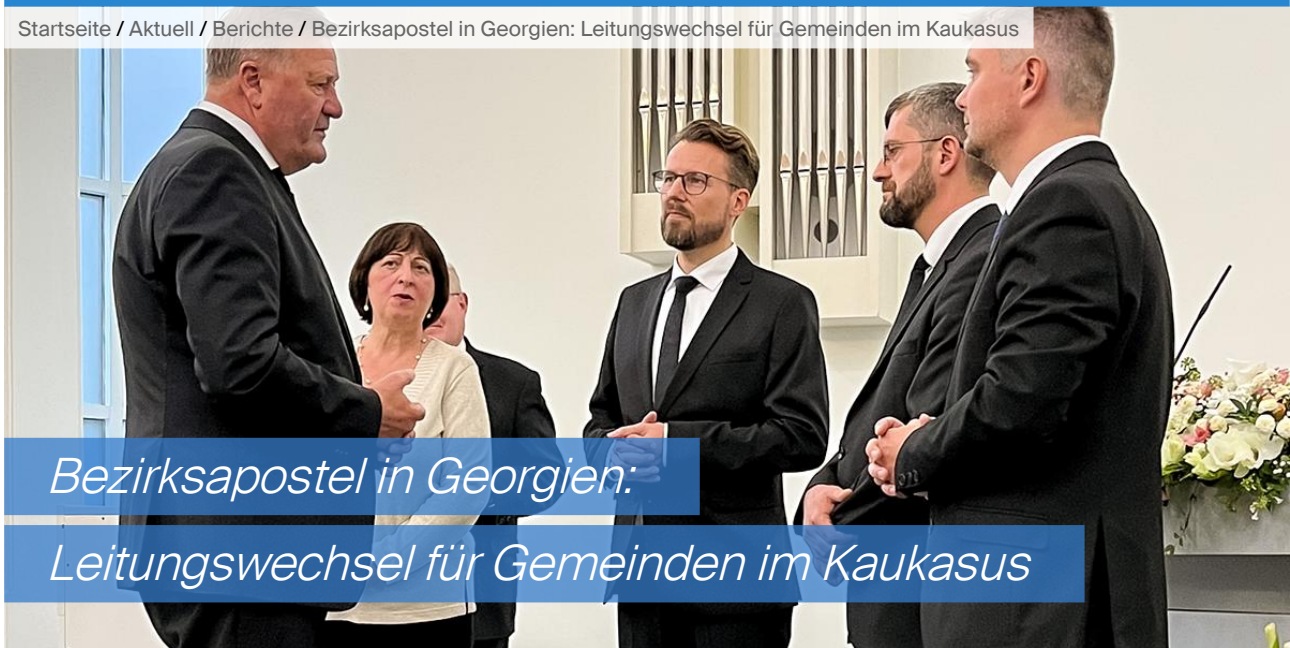 Startseite / Aktuell / Berichte / Bezirksapostel in Georgien: Leitungswechsel für Gemeinden im Kaukasus
Bezirksapostel in Georgien:
Leitungswechsel für Gemeinden im Kaukasus